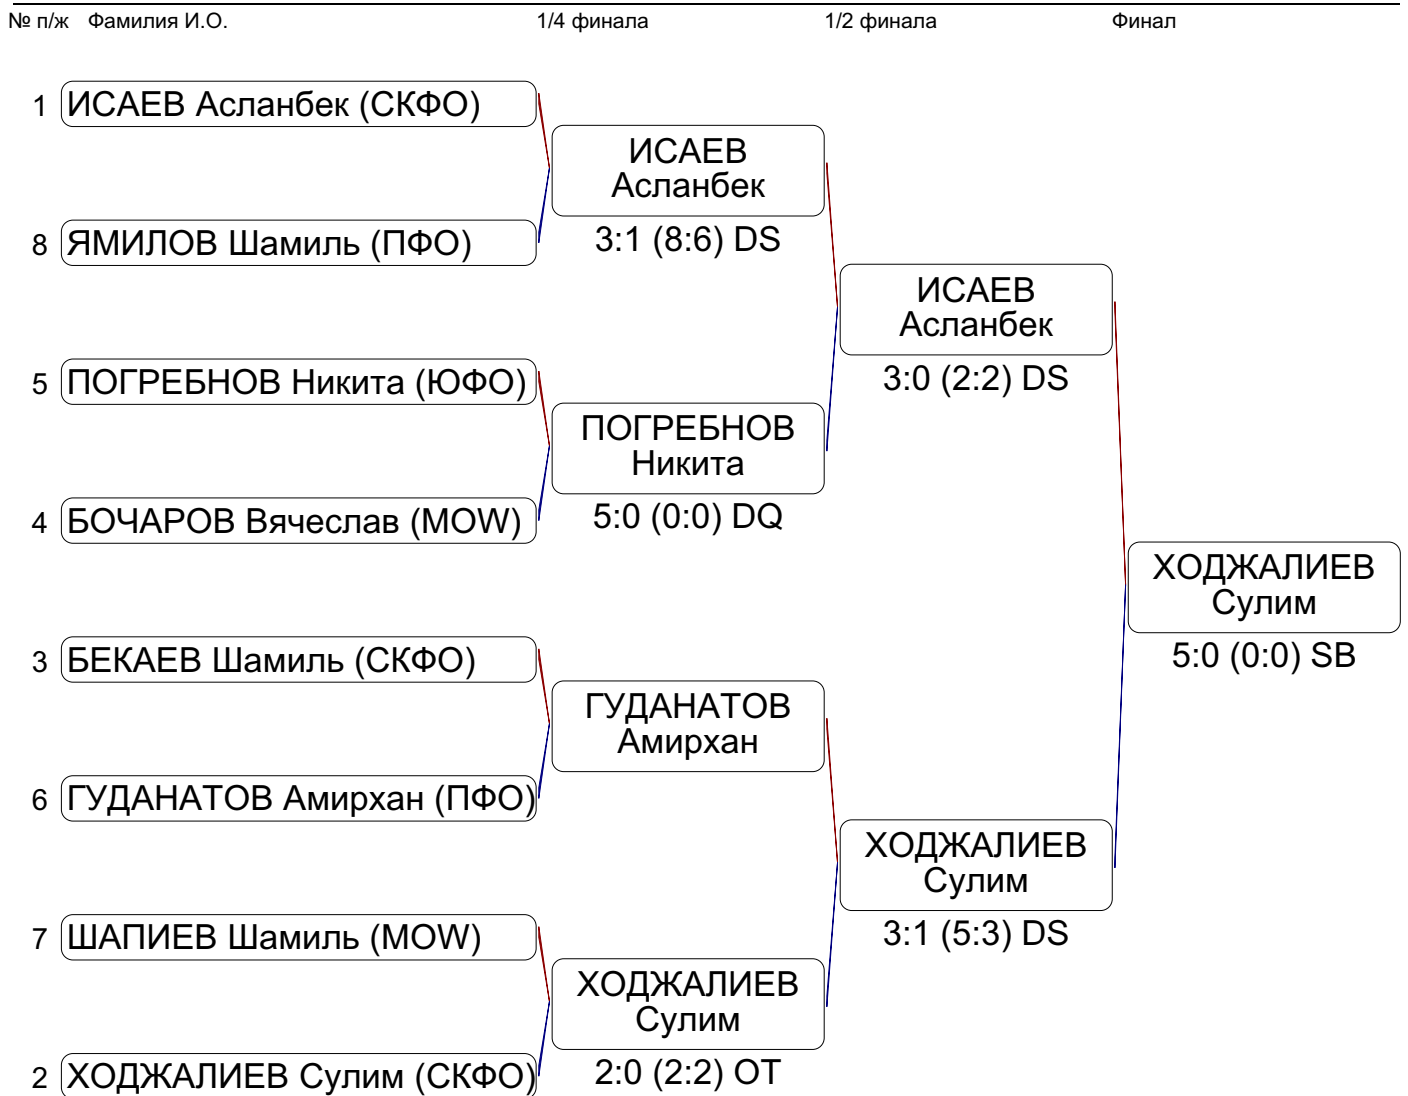 № п/ж Фамилия И.О. 1/4 финала 1/2 финала Финал
1 ИСАЕВ Асланбек (СКФО)
8 ЯМИЛОВ Шамиль (ПФО)
5 ПОГРЕБНОВ Никита (ЮФО)
4 БОЧАРОВ Вячеслав (MOW)
3 БЕКАЕВ Шамиль (СКФО)
6 ГУДАНАТОВ Амирхан (ПФО)
7 ШАПИЕВ Шамиль (MOW)
2 ХОДЖАЛИЕВ Сулим (СКФО)
ИСАЕВ
Асланбек
3:1 (8:6) DS
ПОГРЕБНОВ
Никита
5:0 (0:0) DQ
ГУДАНАТОВ
Амирхан
ХОДЖАЛИЕВ
Сулим
2:0 (2:2) OT
ИСАЕВ
Асланбек
3:0 (2:2) DS
ХОДЖАЛИЕВ
Сулим
3:1 (5:3) DS
ХОДЖАЛИЕВ
Сулим
5:0 (0:0) SB